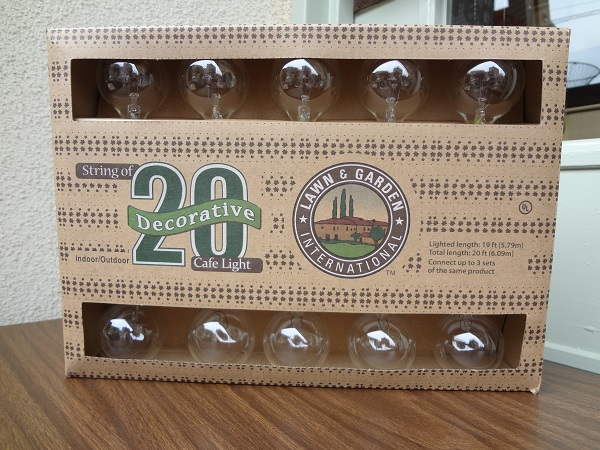 String of
20
Decorative
Indoor/Outdoor
Cafe Light
LAWN & GARDEN
INTERNATIONAL
TM
UL
Lighted length: 19 ft (5.79m)
Total length: 20 ft (6.09m)
Connect up to 3 sets
of the same product